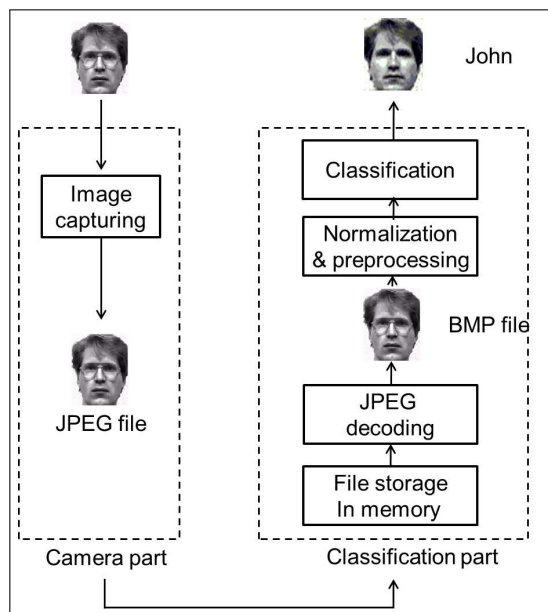 John
Image
capturing
JPEG file
Camera part
Classification
Normalization
& preprocessing
BMP file
JPEG
decoding
File storage
In memory
Classification part